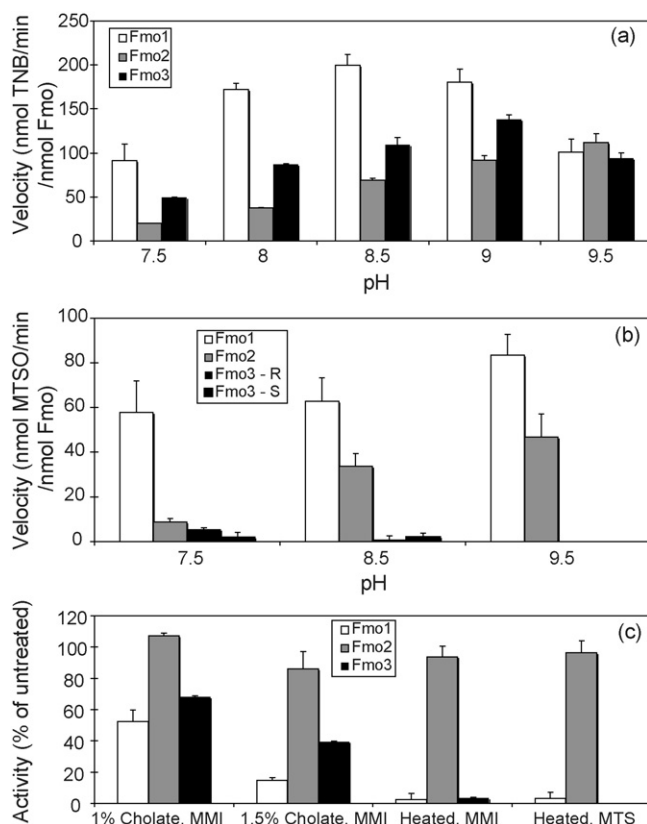 (a)
Velocity (nmol TNB/min
/nmol Fmo)
250
200
150
100
50
0
Fmo1
Fmo2
Fmo3
7.5 8 8.5 9 9.5
pH
(b)
Velocity (nmol MTSO/min
/nmol Fmo)
100
80
60
40
20
0
Fmo1
Fmo2
Fmo3 - R
Fmo3 - S
7.5 8.5 9.5
pH
(c)
Activity (% of untreated)
120
100
80
60
40
20
0
Fmo1
Fmo2
Fmo3
1% Cholate, MMI 1.5% Cholate, MMI Heated, MMI Heated, MTS